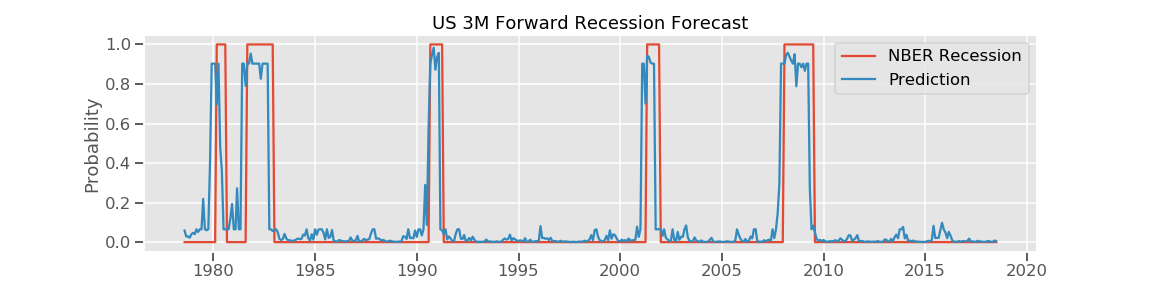 US 3M Forward Recession Forecast
1.0
0.8
0.6
0.4
0.2
0.0
Probability
NBER Recession
Prediction
1980 1985 1990 1995 2000 2005 2010 2015 2020